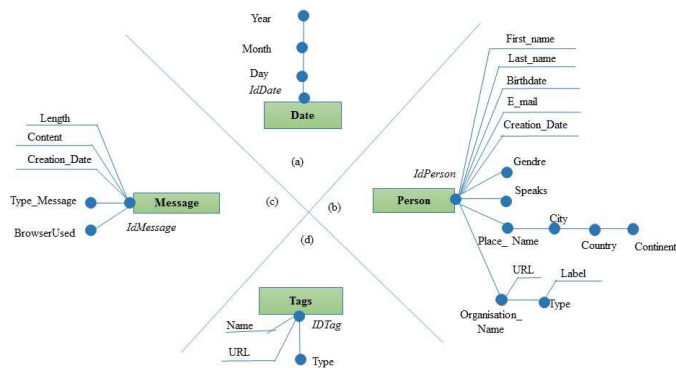 Year
Month
Day
IdDate
Date
(a)
Length
Content
Creation_Date
Type_Message
BrowserUsed
Message
IdMessage
(c)
(b)
First_name
Last_name
Birthdate
E_mail
Creation_Date
IdPerson
Gendre
Person
Speaks
City
Place_ Name
Country
Continent
URL
Label
Type
Organisation_
Name
(d)
Tags
Name
IDTag
URL
Type